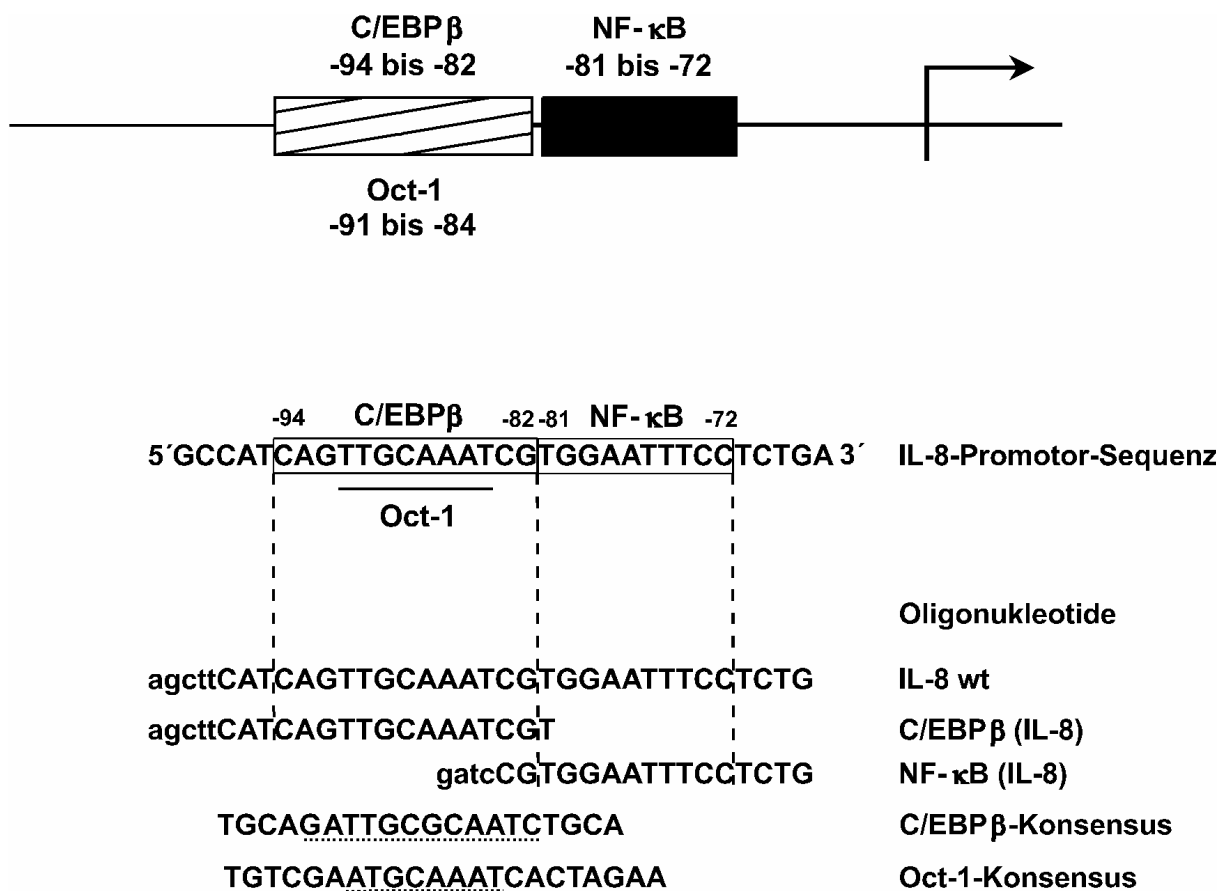 C/EBPβ NF-κB
-94 bis -82 -81 bis -72
Oct-1
-91 bis -84
-94 C/EBPβ -82 -81 NF-κB -72
5´GCCATCAGTTGCAAATCGTGGAATTTCCTCTGA 3´ IL-8-Promotor-Sequenz
Oct-1
Oligonukleotide
agcttCATCAGTTGCAAATCGTGGAATTTCCTCTG IL-8 wt
agcttCATCAGTTGCAAATCGT C/EBPβ (IL-8)
gatcCGTGGAATTTCCTCTG NF-κB (IL-8)
TGCAGATTGCGCAATCTGCA C/EBPβ-Konsensus
TGTCGAATGCAAATCACTAGAA Oct-1-Konsensus